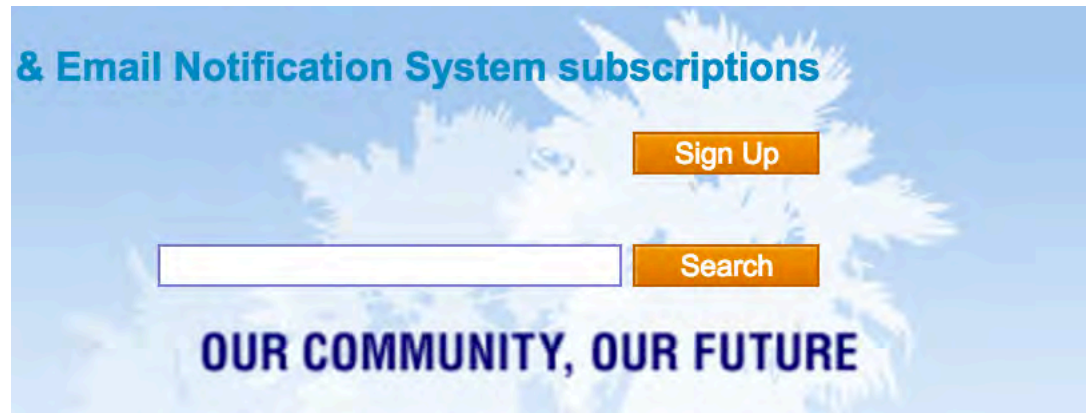 & Email Notification System subscriptions
Sign Up
Search
OUR COMMUNITY, OUR FUTURE